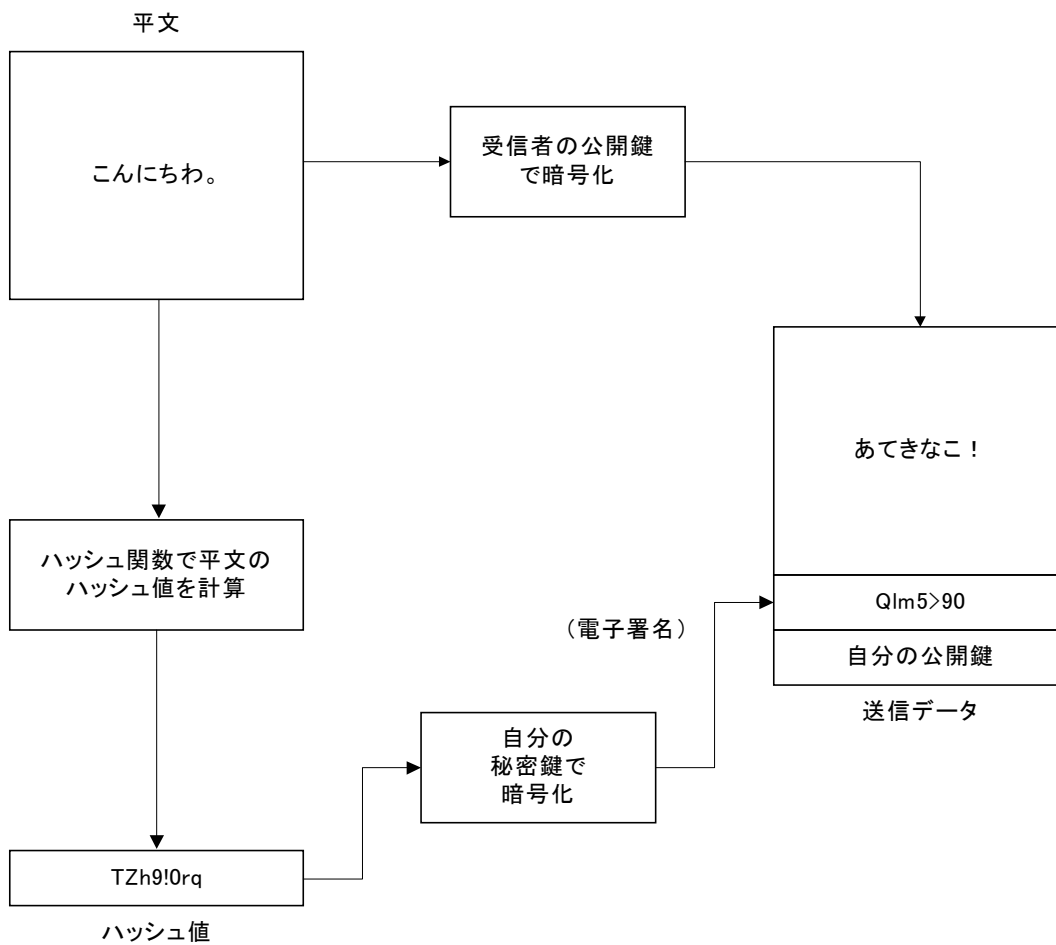 平文
こんにちわ。
受信者の公開鍵
で暗号化
あてきなこ！
ハッシュ関数で平文の
ハッシュ値を計算
Qlm5>90
（電子署名）
自分の公開鍵
送信データ
自分の
秘密鍵で
暗号化
TZh9!0rq
ハッシュ値